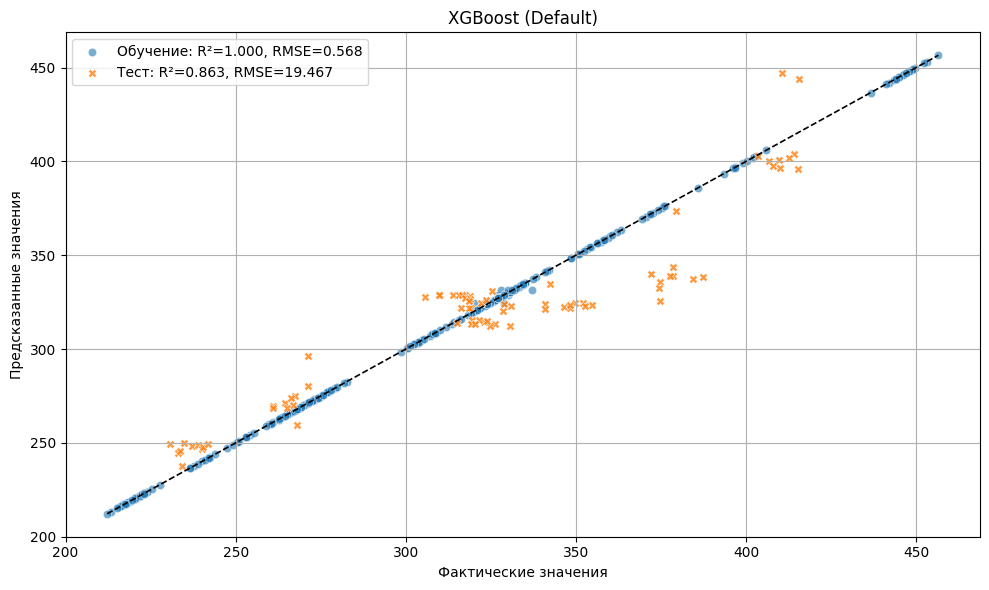 XGBoost (Default)
Обучение: R²=1.000, RMSE=0.568
Тест: R²=0.863, RMSE=19.467
Предсказанные значения
450
400
350
300
250
200
200 250 300 350 400 450
Фактические значения